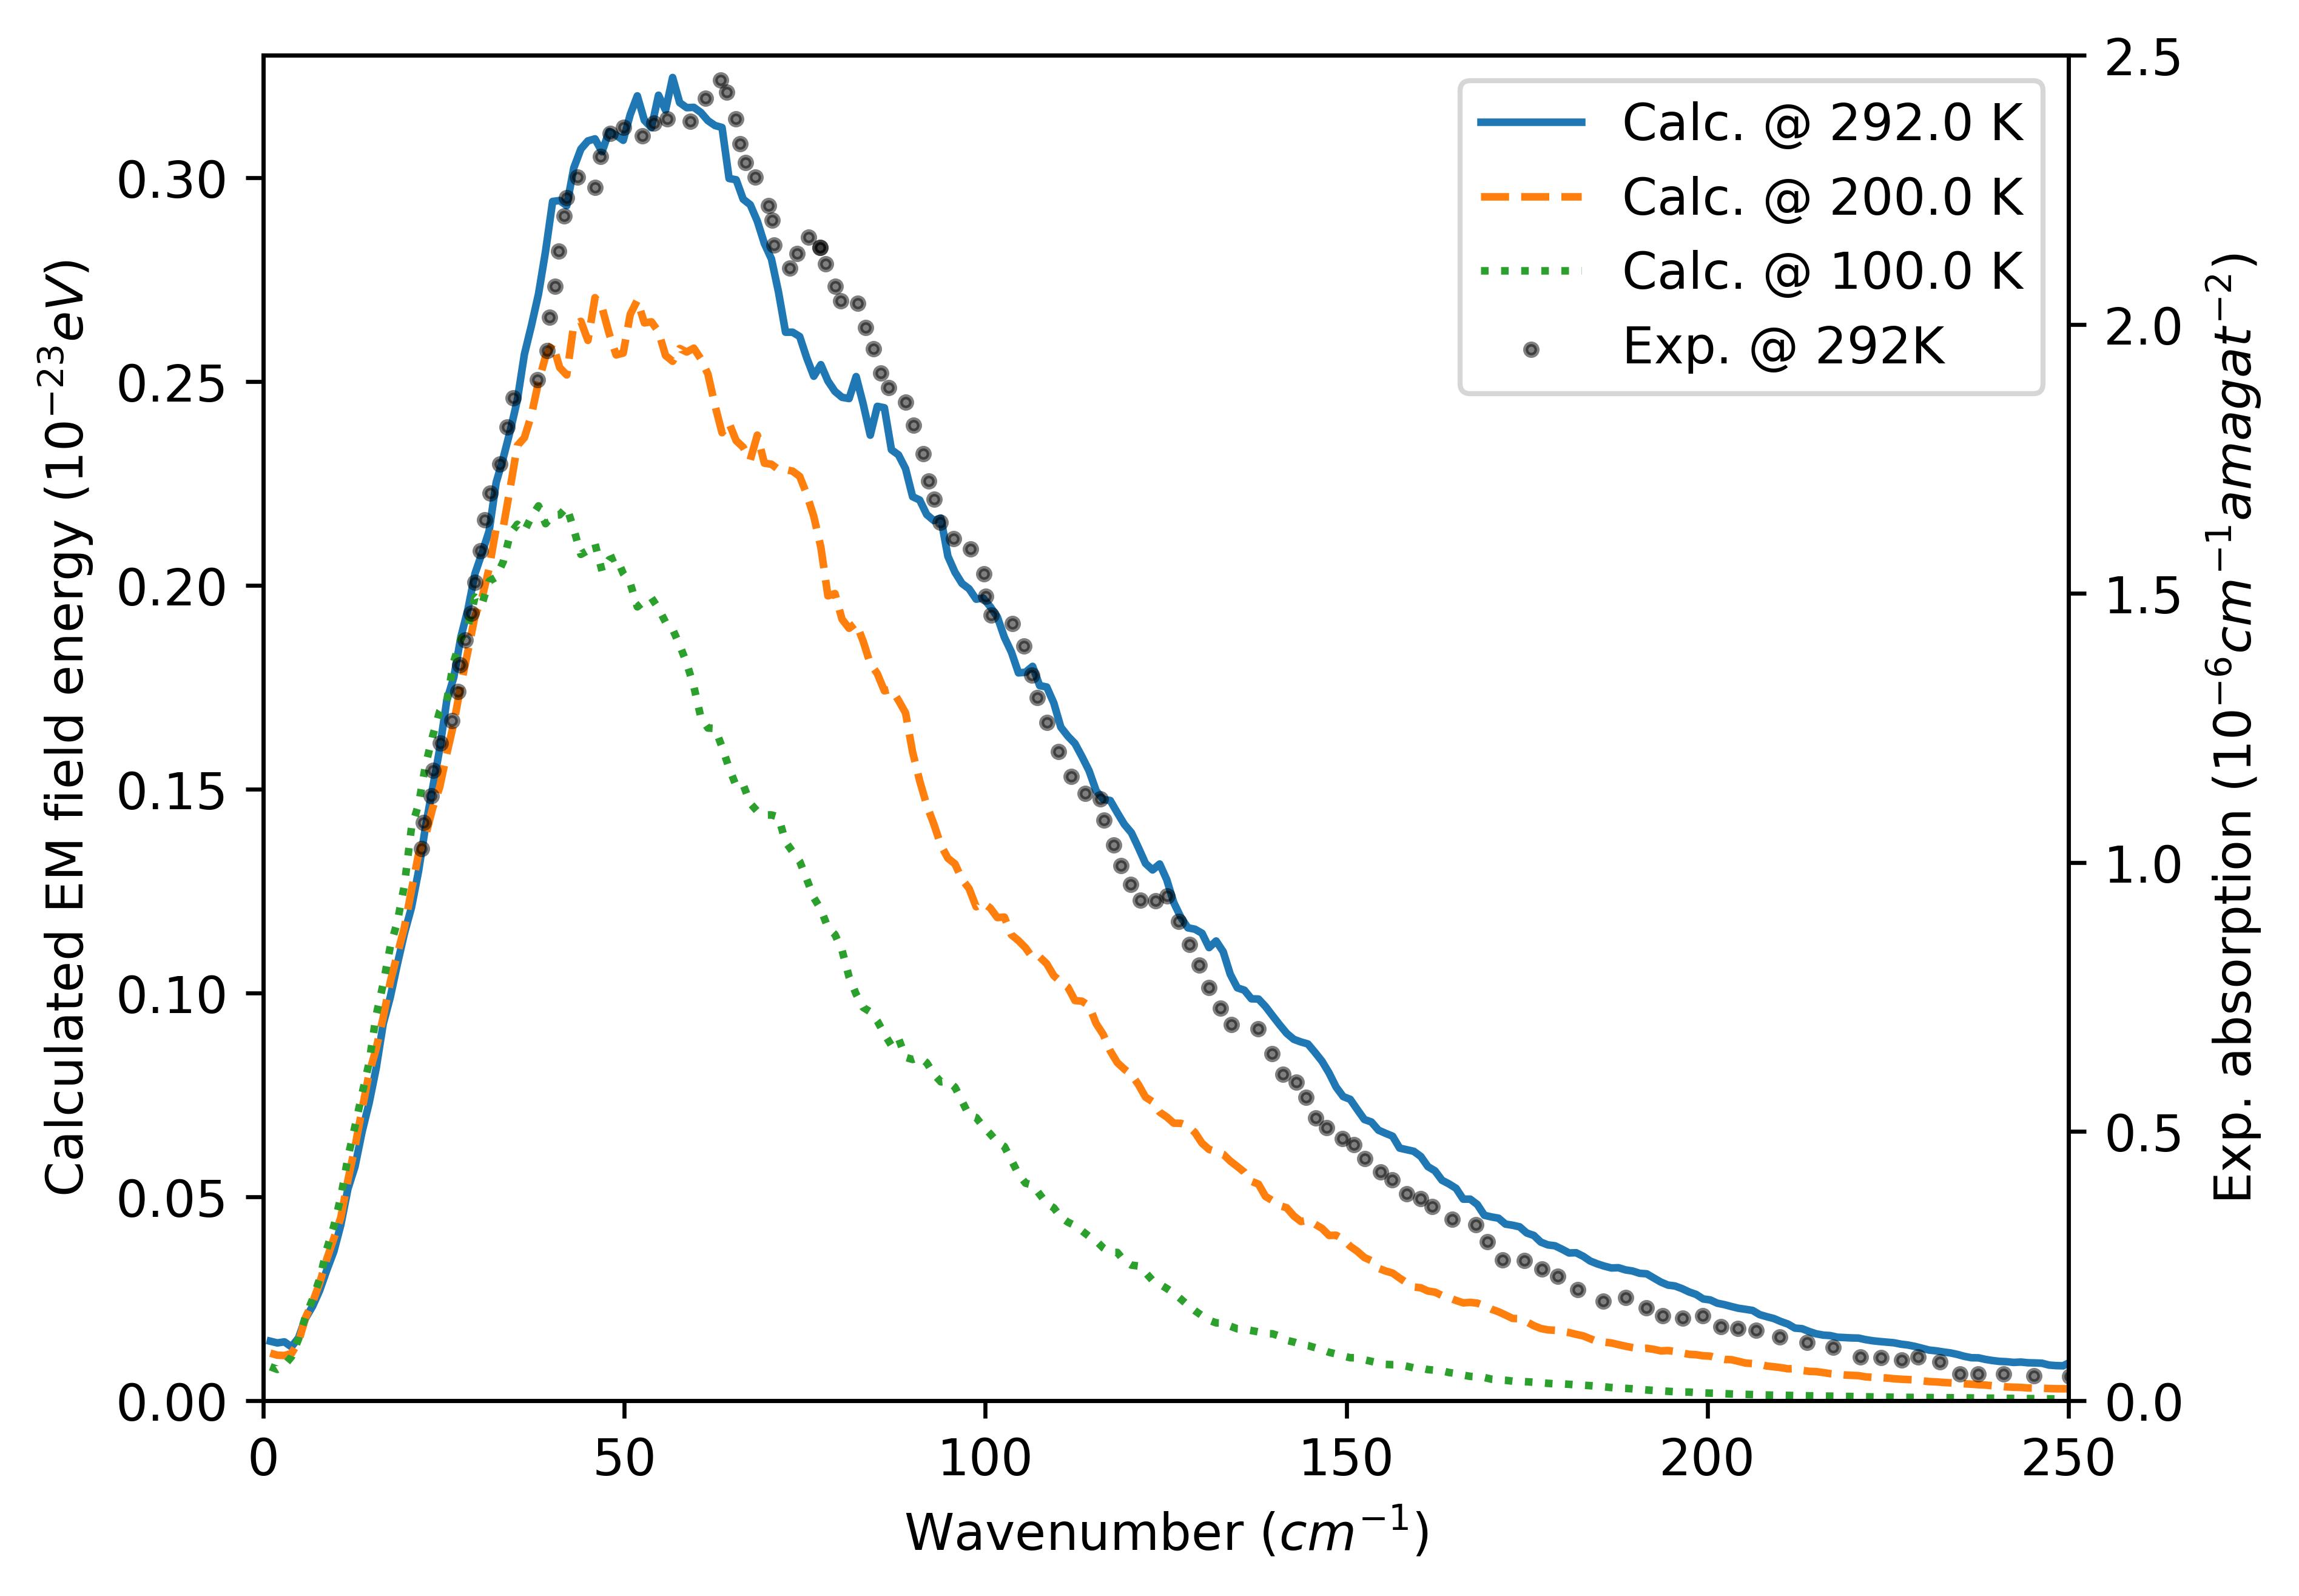 Calculated EM field energy (10⁻²³eV)
0.30
0.25
0.20
0.15
0.10
0.05
0.00
Calc. @ 292.0 K
Calc. @ 200.0 K
Calc. @ 100.0 K
Exp. @ 292K
2.5
2.0
1.5
1.0
0.5
0.0
Exp. absorption (10⁻⁶cm⁻¹amagat⁻²)
0 50 100 150 200 250
Wavenumber (cm⁻¹)